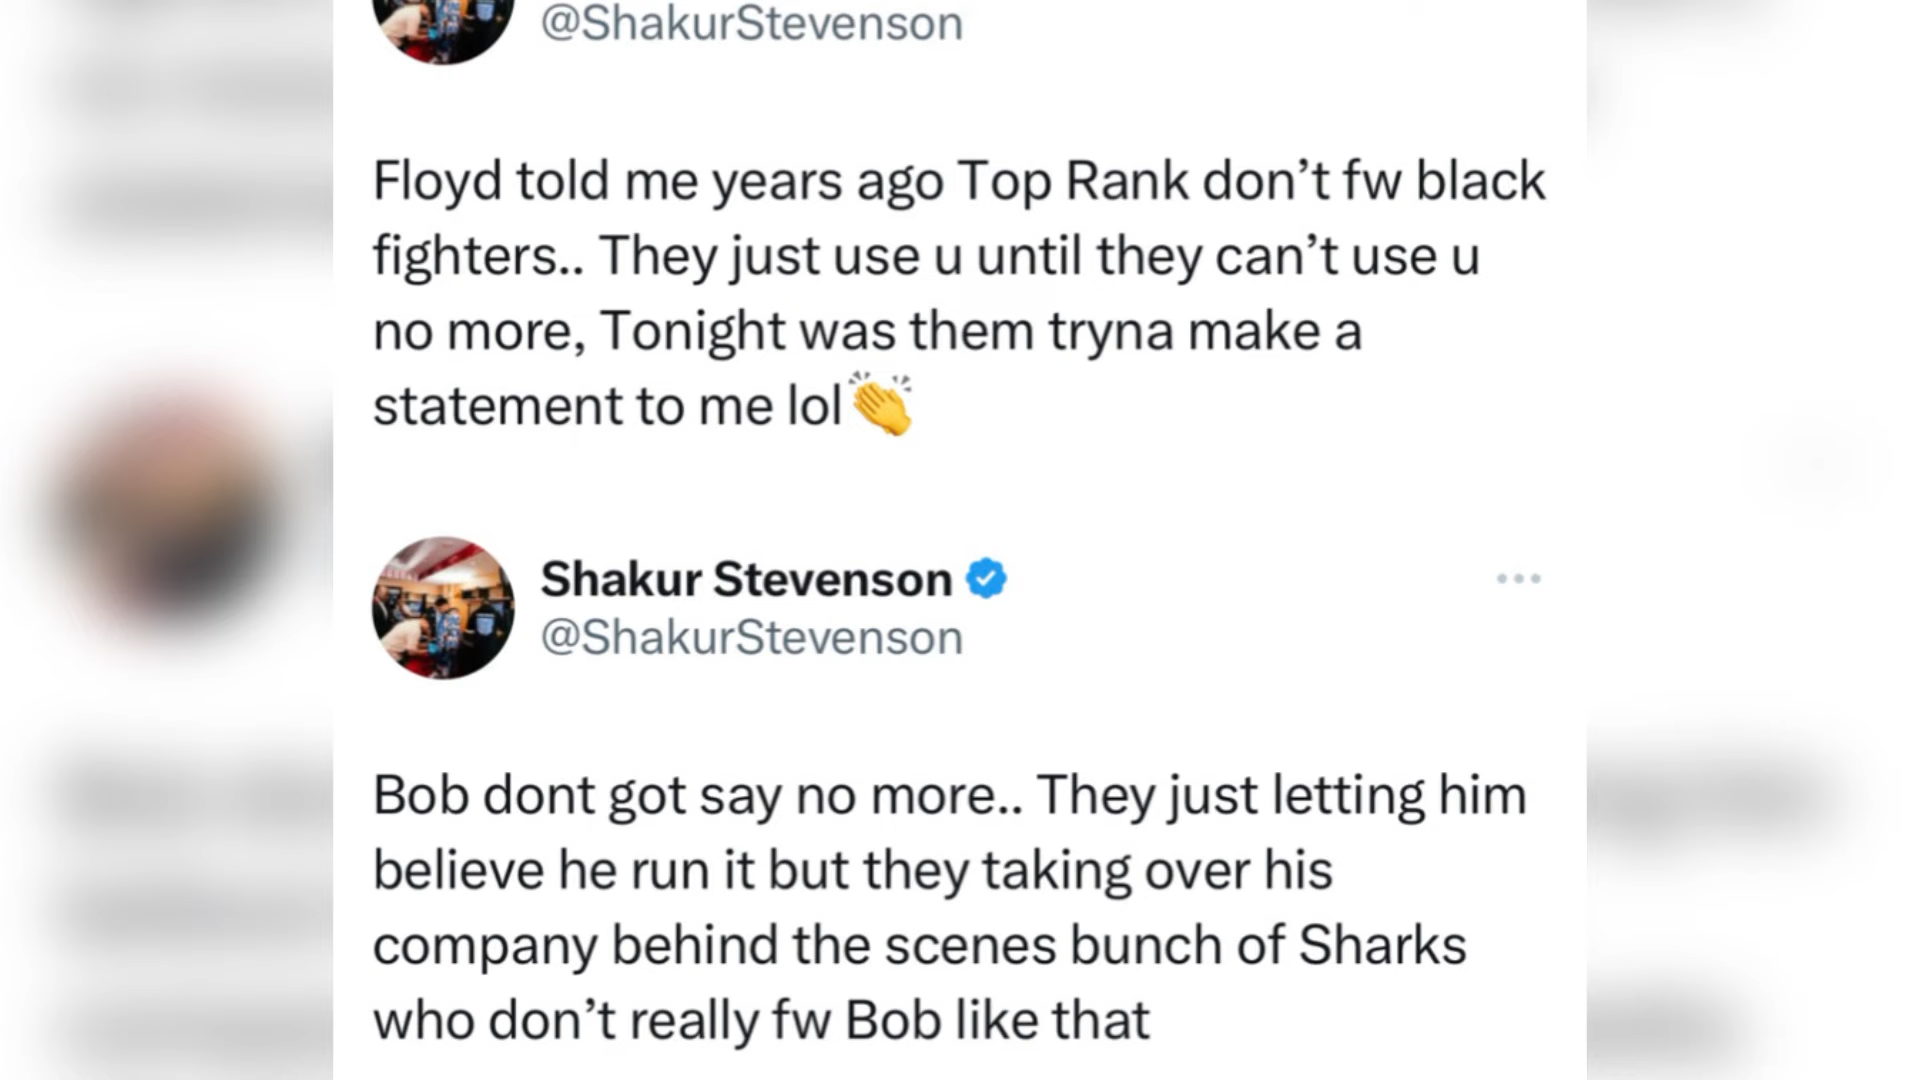 @ShakurStevenson
Floyd told me years ago Top Rank don’t fw black
fighters.. They just use u until they can’t use u
no more, Tonight was them tryna make a
statement to me lol👏
Shakur Stevenson
@ShakurStevenson
Bob dont got say no more.. They just letting him
believe he run it but they taking over his
company behind the scenes bunch of Sharks
who don’t really fw Bob like that